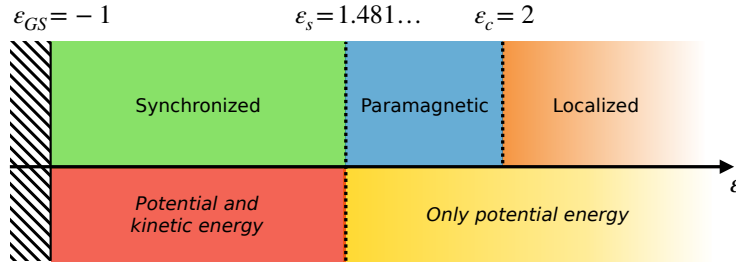 ε_GS = − 1
ε_s = 1.481…
ε_c = 2
Synchronized
Paramagnetic
Localized
ε
Potential and
kinetic energy
Only potential energy